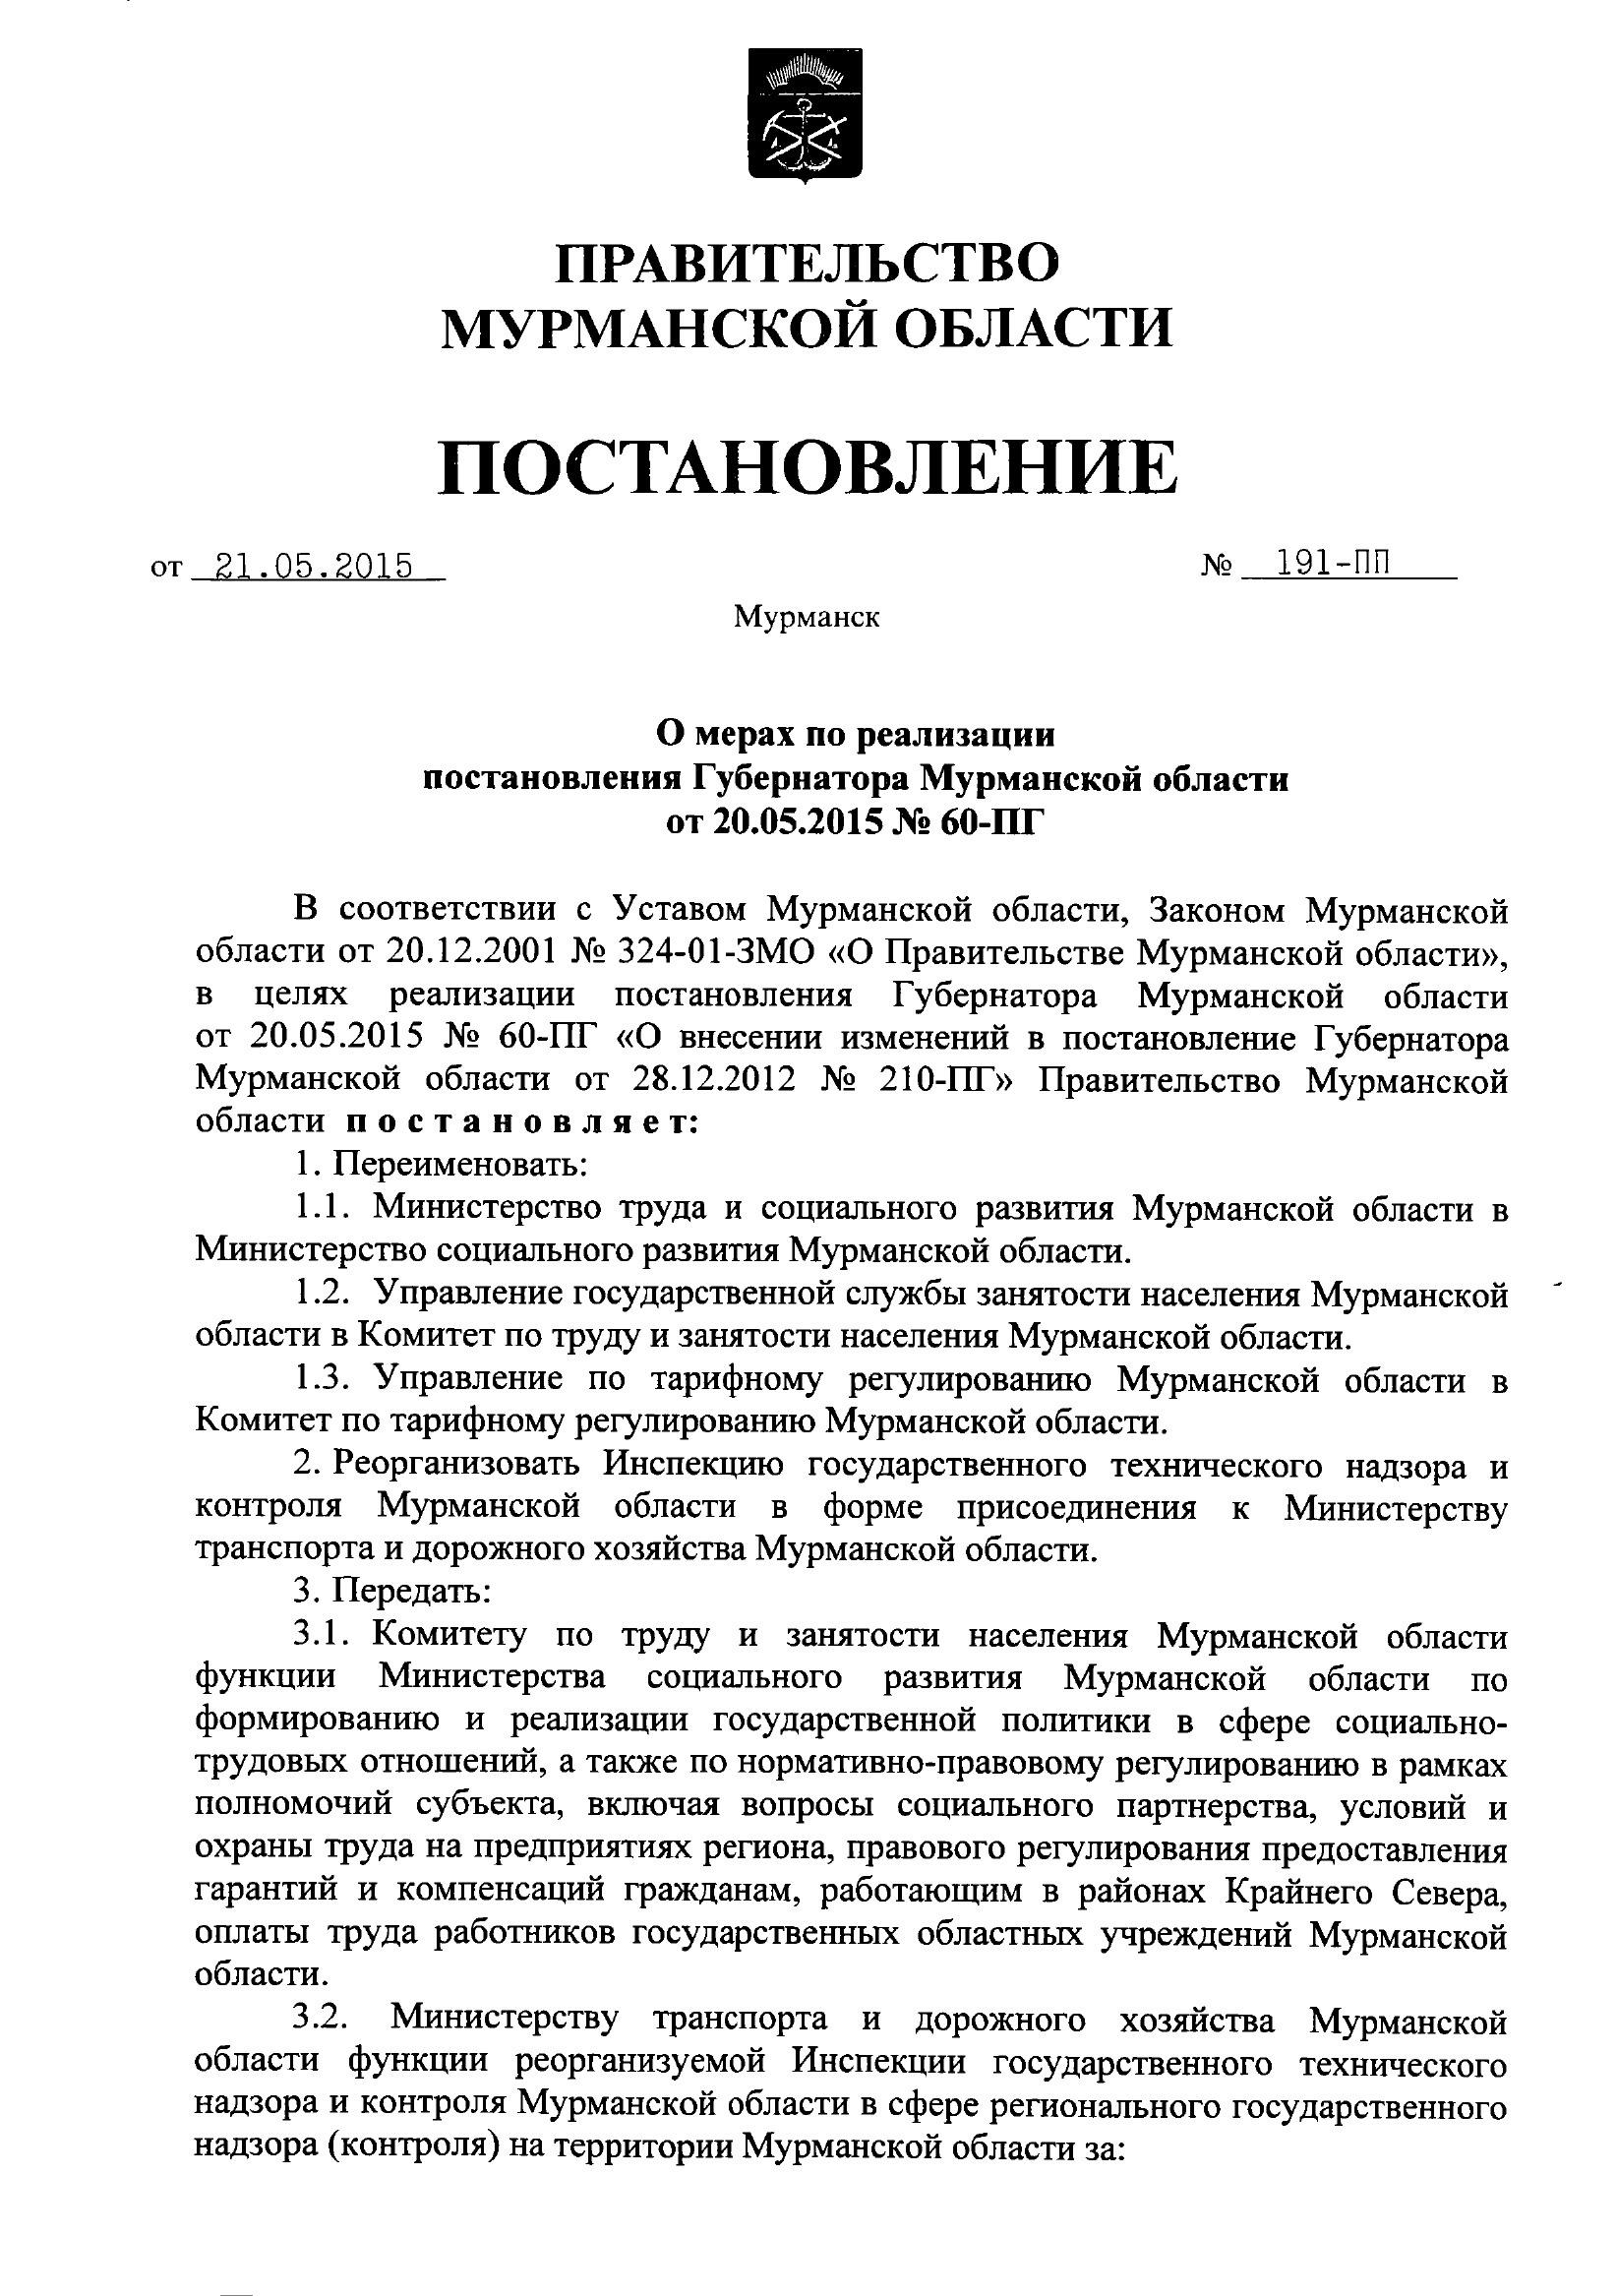 ПРАВИТЕЛЬСТВО
МУРМАНСКОЙ ОБЛАСТИ
ПОСТАНОВЛЕНИЕ
от 21.05.2015 № 191-ПП
Мурманск
О мерах по реализации
постановления Губернатора Мурманской области
от 20.05.2015 № 60-ПГ
В соответствии с Уставом Мурманской области, Законом Мурманской
области от 20.12.2001 № 324-01-ЗМО «О Правительстве Мурманской области»,
в целях реализации постановления Губернатора Мурманской области
от 20.05.2015 № 60-ПГ «О внесении изменений в постановление Губернатора
Мурманской области от 28.12.2012 № 210-ПГ» Правительство Мурманской
области п о с т а н о в л я е т:
1. Переименовать:
1.1. Министерство труда и социального развития Мурманской области в
Министерство социального развития Мурманской области.
1.2. Управление государственной службы занятости населения Мурманской
области в Комитет по труду и занятости населения Мурманской области.
1.3. Управление по тарифному регулированию Мурманской области в
Комитет по тарифному регулированию Мурманской области.
2. Реорганизовать Инспекцию государственного технического надзора и
контроля Мурманской области в форме присоединения к Министерству
транспорта и дорожного хозяйства Мурманской области.
3. Передать:
3.1. Комитету по труду и занятости населения Мурманской области
функции Министерства социального развития Мурманской области по
формированию и реализации государственной политики в сфере социально-
трудовых отношений, а также по нормативно-правовому регулированию в рамках
полномочий субъекта, включая вопросы социального партнерства, условий и
охраны труда на предприятиях региона, правового регулирования предоставления
гарантий и компенсаций гражданам, работающим в районах Крайнего Севера,
оплаты труда работников государственных областных учреждений Мурманской
области.
3.2. Министерству транспорта и дорожного хозяйства Мурманской
области функции реорганизуемой Инспекции государственного технического
надзора и контроля Мурманской области в сфере регионального государственного
надзора (контроля) на территории Мурманской области за: